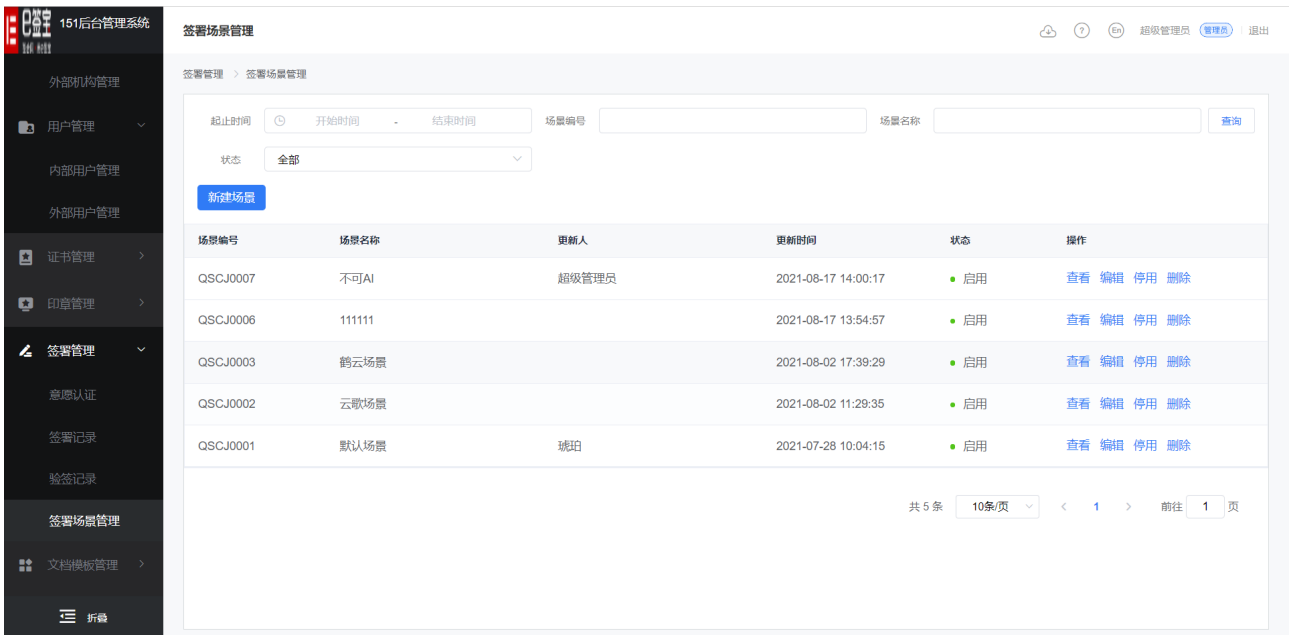 已签宝 151后台管理系统
签署场景管理
En 超级管理员 管理员 退出
外部机构管理
用户管理
内部用户管理
外部用户管理
证书管理
印章管理
签署管理
意愿认证
签署记录
验签记录
签署场景管理
文档模板管理
折叠
签署管理 > 签署场景管理
起止时间 开始时间 - 结束时间 场景编号 场景名称 查询
状态 全部
新建场景
场景编号 场景名称 更新人 更新时间 状态 操作
QSCJ0007 不可AI 超级管理员 2021-08-17 14:00:17 启用 查看 编辑 停用 删除
QSCJ0006 111111 2021-08-17 13:54:57 启用 查看 编辑 停用 删除
QSCJ0003 鹤云场景 2021-08-02 17:39:29 启用 查看 编辑 停用 删除
QSCJ0002 云歌场景 2021-08-02 11:29:35 启用 查看 编辑 停用 删除
QSCJ0001 默认场景 琥珀 2021-07-28 10:04:15 启用 查看 编辑 停用 删除
共 5 条 10条/页 < 1 > 前往 1 页